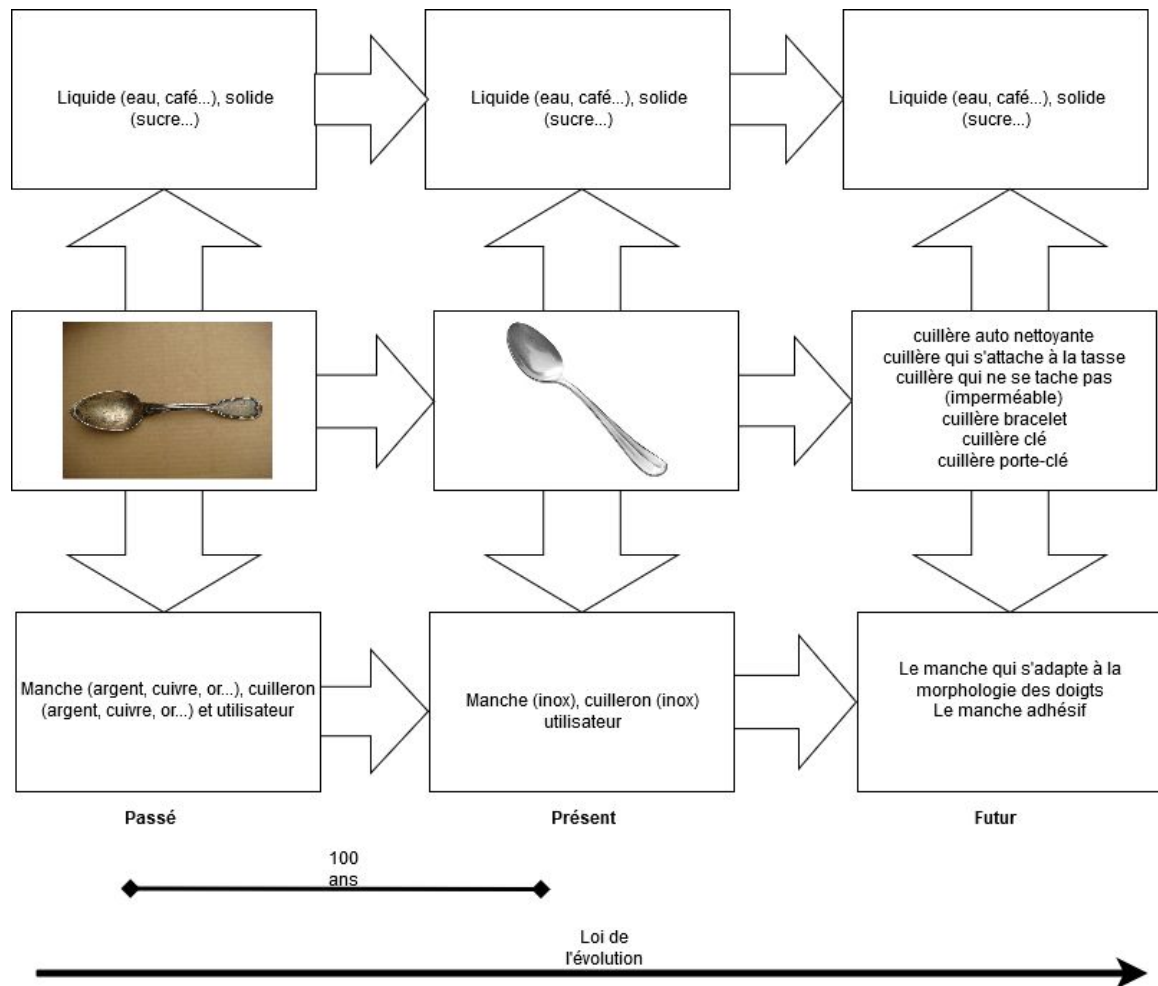 Liquide (eau, café...), solide
(sucre...)
Liquide (eau, café...), solide
(sucre...)
Liquide (eau, café...), solide
(sucre...)
cuillère auto nettoyante
cuillère qui s'attache à la tasse
cuillère qui ne se tache pas
(imperméable)
cuillère bracelet
cuillère clé
cuillère porte-clé
Manche (argent, cuivre, or...), cuilleron
(argent, cuivre, or...) et utilisateur
Manche (inox), cuilleron (inox)
utilisateur
Le manche qui s'adapte à la
morphologie des doigts
Le manche adhésif
Passé
Présent
Futur
100
ans
Loi de
l'évolution